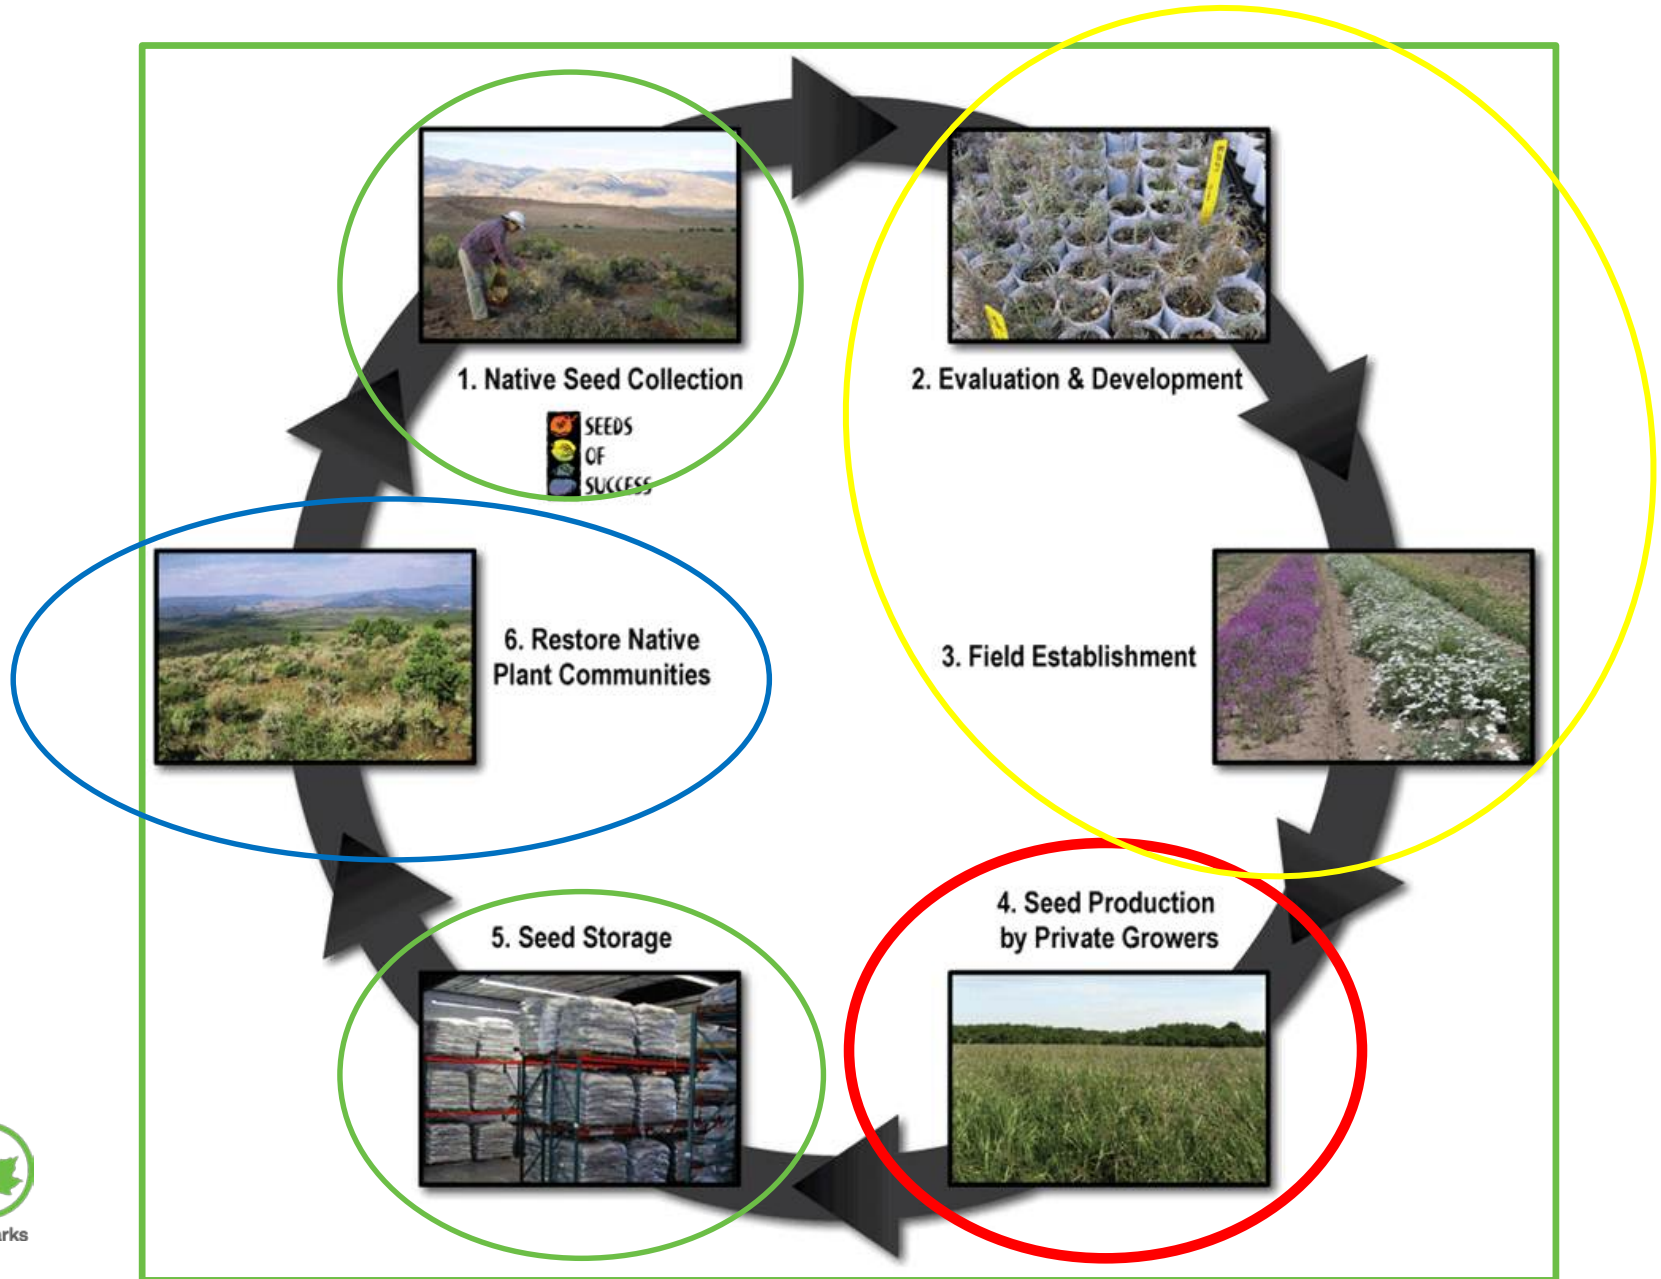 1. Native Seed Collection
SEEDS
OF
SUCCESS
2. Evaluation & Development
3. Field Establishment
4. Seed Production
by Private Growers
5. Seed Storage
6. Restore Native
Plant Communities